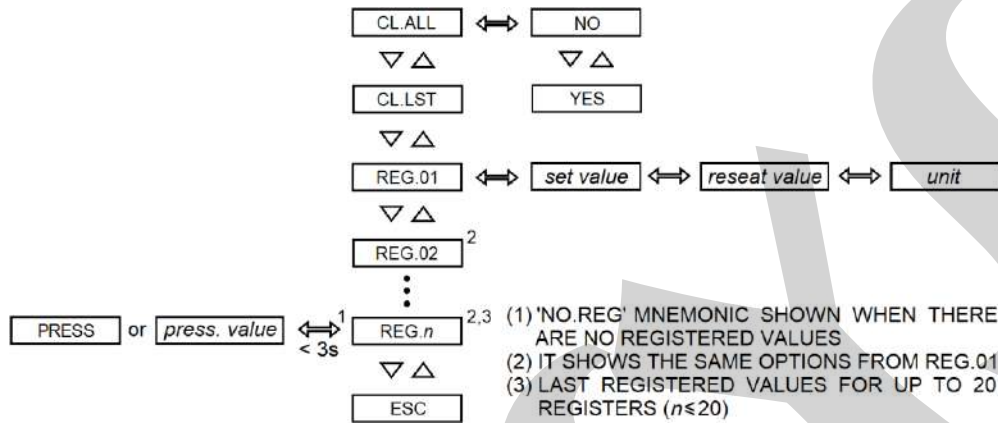 CL.ALL NO
CL.LST YES
REG.01 set value reseat value unit
REG.02 2
PRESS or press. value < 3s 1 REG.n 2,3
ESC
(1) 'NO.REG' MNEMONIC SHOWN WHEN THERE
ARE NO REGISTERED VALUES
(2) IT SHOWS THE SAME OPTIONS FROM REG.01
(3) LAST REGISTERED VALUES FOR UP TO 20
REGISTERS (n≤20)